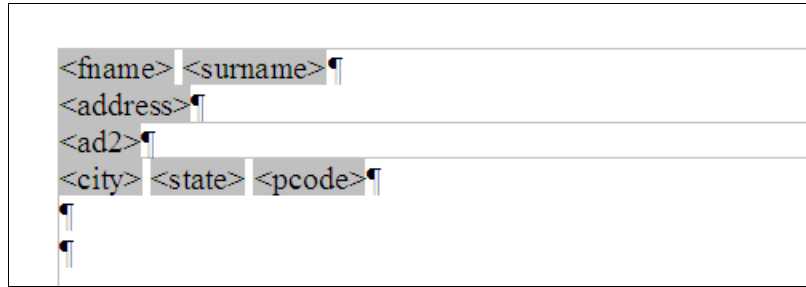 <fname> <surname>¶
<address>¶
<ad2>¶
<city> <state> <pcode>¶
¶
¶